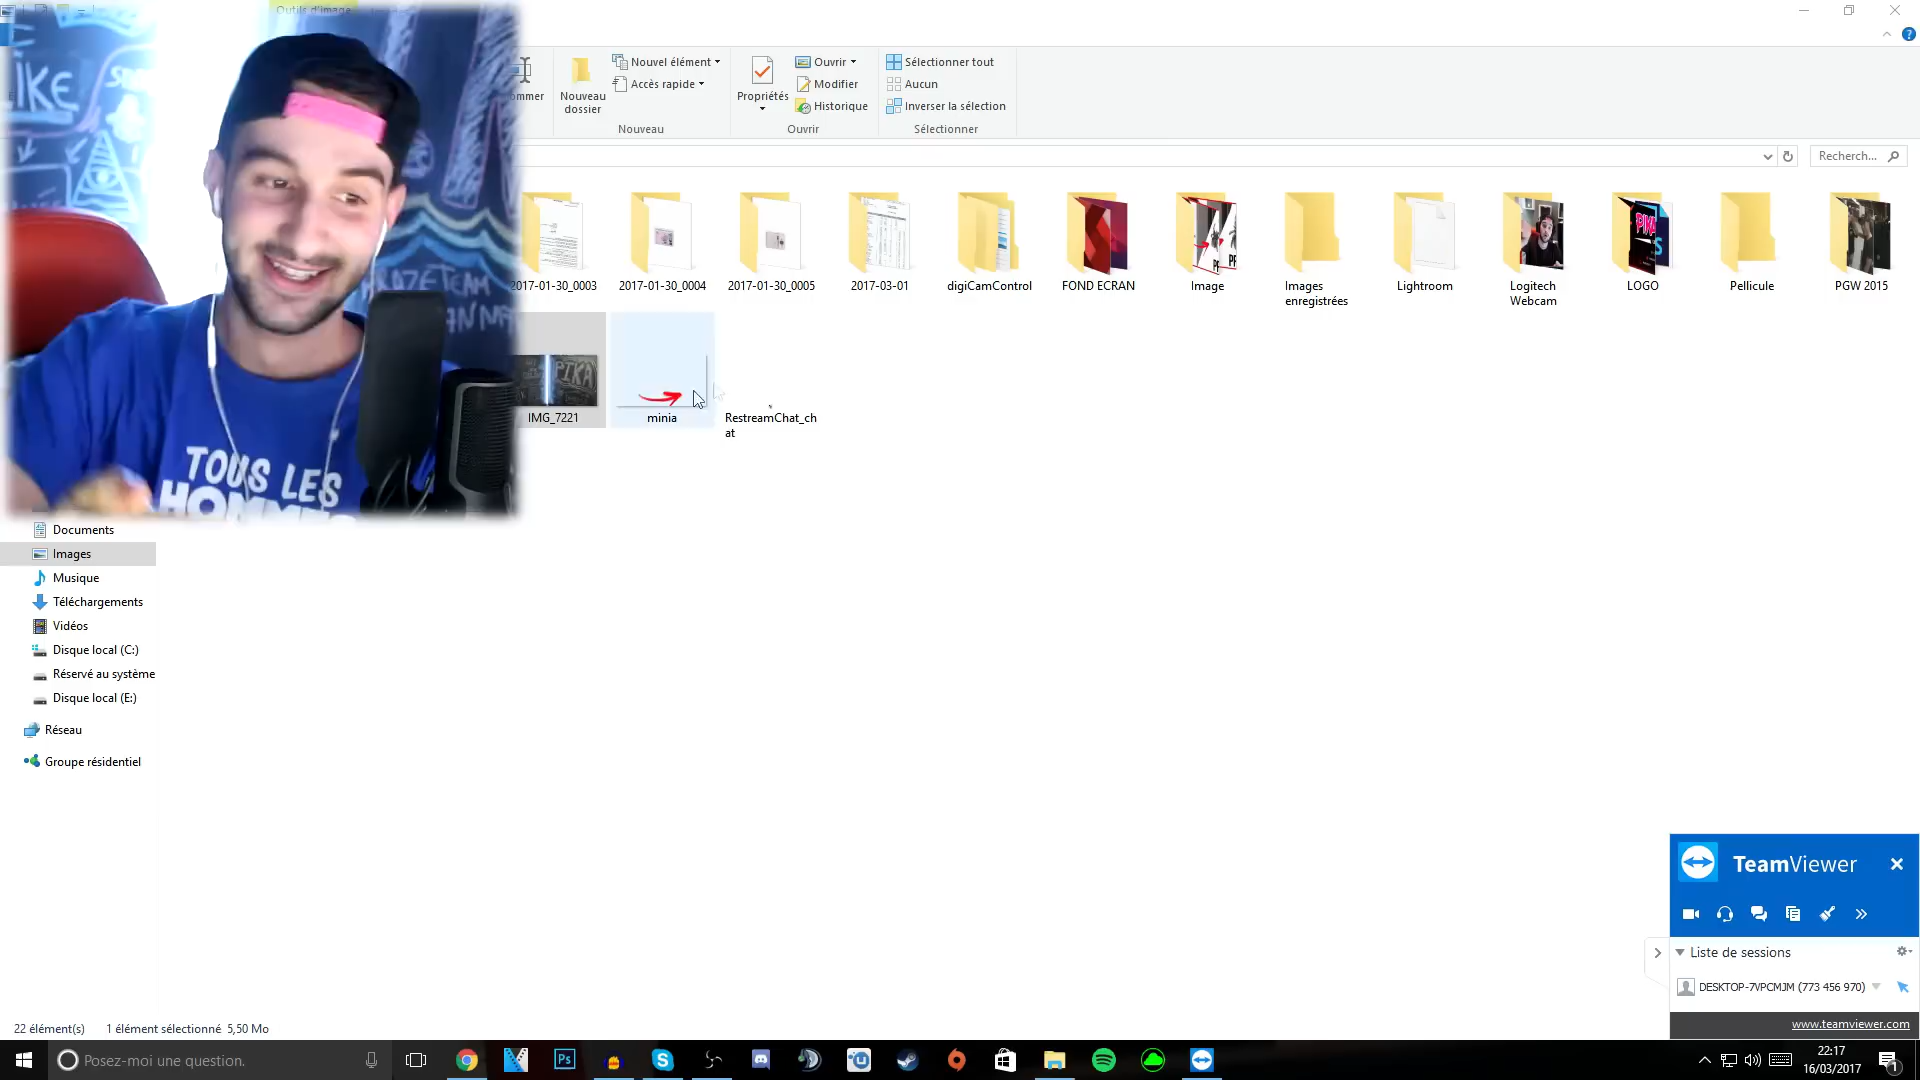 Outils d'image
Nouvel élément
Ouvrir
Sélectionner tout
Accès rapide
Modifier
Aucun
Nouveau
dossier
Propriétés
Historique
Inverser la sélection
Nouveau
Ouvrir
Sélectionner
Recherch...
2017-01-30_0003
2017-01-30_0004
2017-01-30_0005
2017-03-01
digiCamControl
FOND ECRAN
Image
Images
enregistrées
Lightroom
Logitech
Webcam
LOGO
Pellicule
PGW 2015
PIKA
IMG_7221
minia
RestreamChat_ch
at
TOUS LES
HOMMES
Documents
Images
Musique
Téléchargements
Vidéos
Disque local (C:)
Réservé au système
Disque local (E:)
Réseau
Groupe résidentiel
TeamViewer
Liste de sessions
DESKTOP-7VPCMJM (773 456 970)
www.teamviewer.com
22 élément(s)
1 élément sélectionné 5,50 Mo
Posez-moi une question.
Ps
22:17
16/03/2017
1